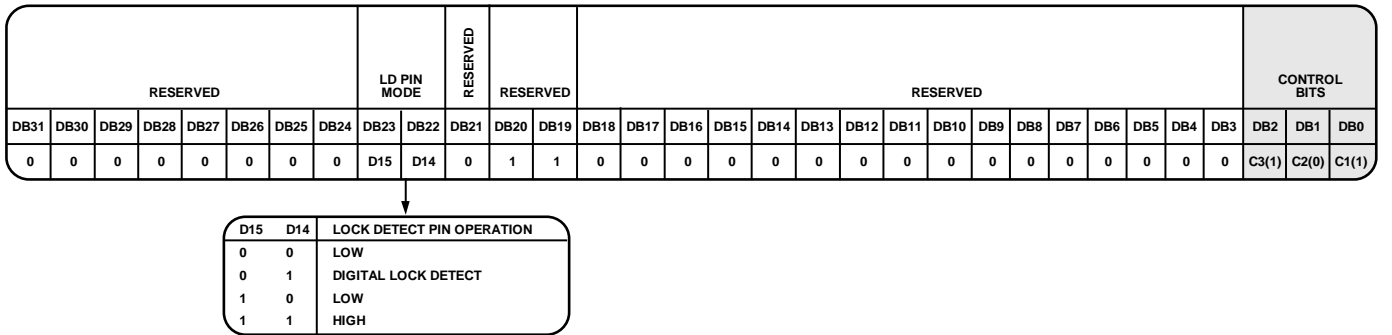 RESERVED
LD PIN
MODE
RESERVED
RESERVED
RESERVED
CONTROL
BITS
DB31 DB30 DB29 DB28 DB27 DB26 DB25 DB24 DB23 DB22 DB21 DB20 DB19 DB18 DB17 DB16 DB15 DB14 DB13 DB12 DB11 DB10 DB9 DB8 DB7 DB6 DB5 DB4 DB3 DB2 DB1 DB0
0 0 0 0 0 0 0 0 D15 D14 0 1 1 0 0 0 0 0 0 0 0 0 0 0 0 0 0 0 0 C3(1) C2(0) C1(1)
D15 D14 LOCK DETECT PIN OPERATION
0 0 LOW
0 1 DIGITAL LOCK DETECT
1 0 LOW
1 1 HIGH